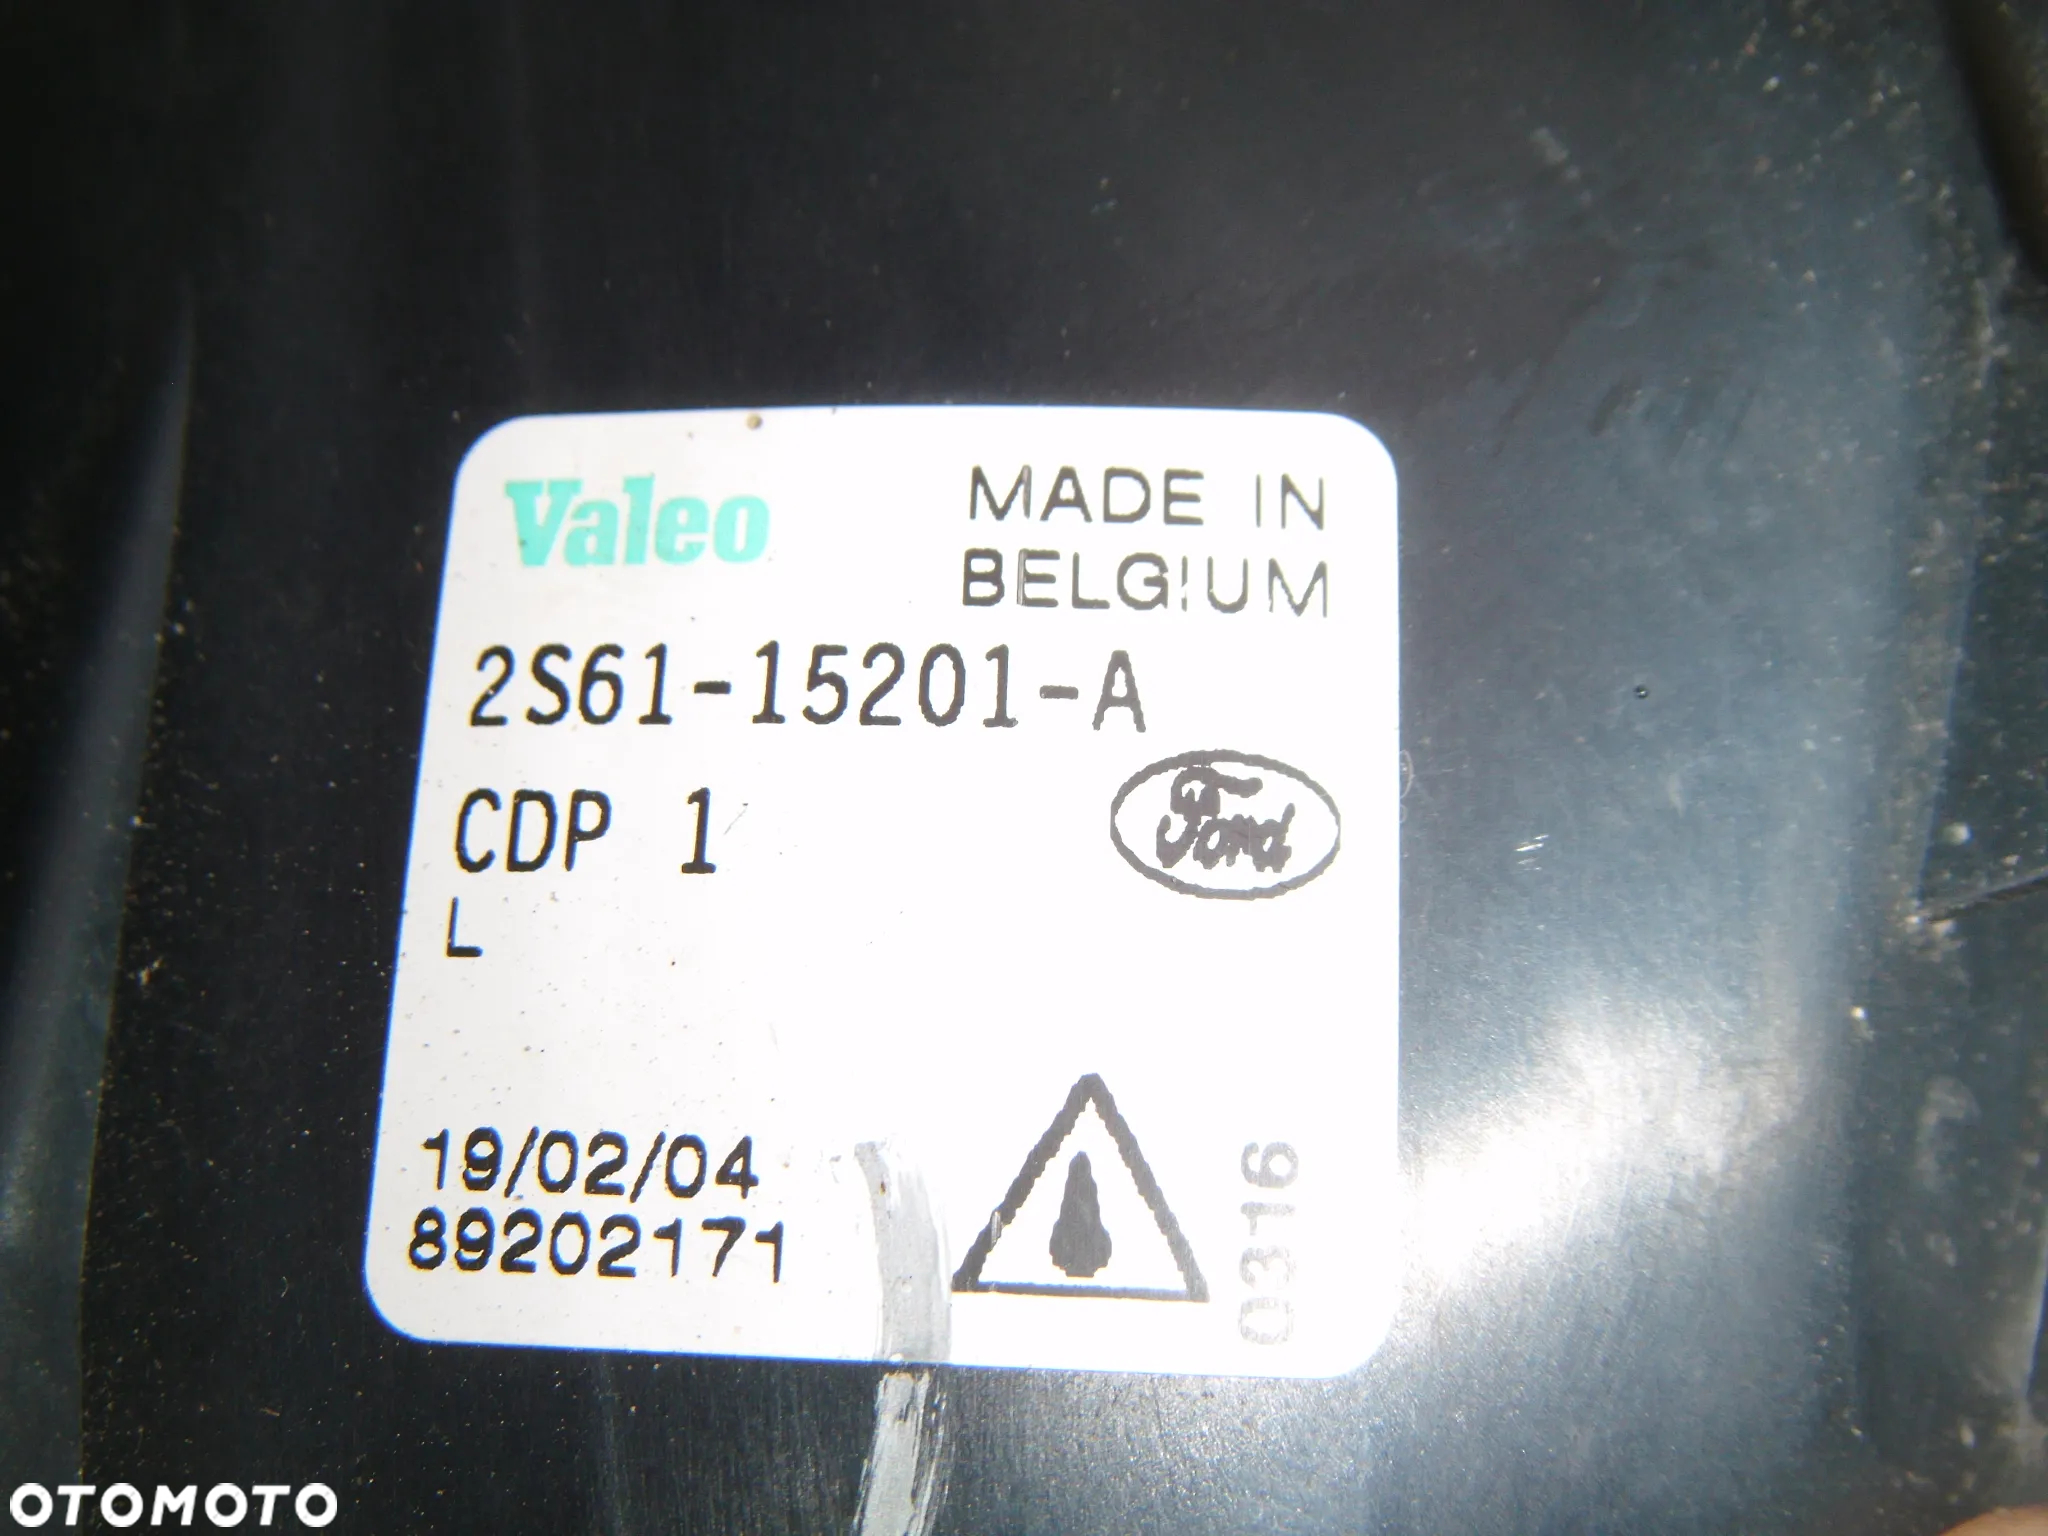 Valeo
MADE IN
BELGIUM
2S61-15201-A
CDP 1
Ford
L
19/02/04
89202171
0316
OTOMOTO